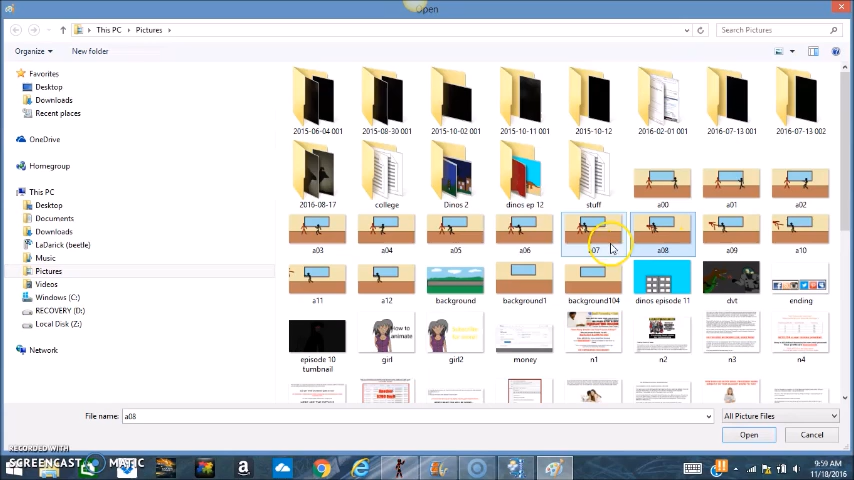 Open
This PC
Pictures
Search Pictures
Organize
New folder
Favorites
Desktop
Downloads
Recent places
OneDrive
Homegroup
This PC
Desktop
Documents
Downloads
LaDarick (beetle)
Music
Pictures
Videos
Windows (C:)
RECOVERY (D:)
Local Disk (Z:)
Network
2015-06-04 001
2015-08-30 001
2015-10-02 001
2015-10-11 001
2015-10-12
2016-02-01 001
2016-07-13 001
2016-07-13 002
2016-08-17
college
Dinos 2
dinos ep 12
stuff
a00
a01
a02
a03
a04
a05
a06
a07
a08
a09
a10
a11
a12
background
background1
background104
dinos episode 11
dvt
ending
episode 10 tumbnail
How to animate
girl
girl2
money
n1
n2
n3
n4
File name:
a08
All Picture Files
Open
Cancel
RECORDED WITH
SCREENCAST MATIC
9:59 AM
11/18/2016